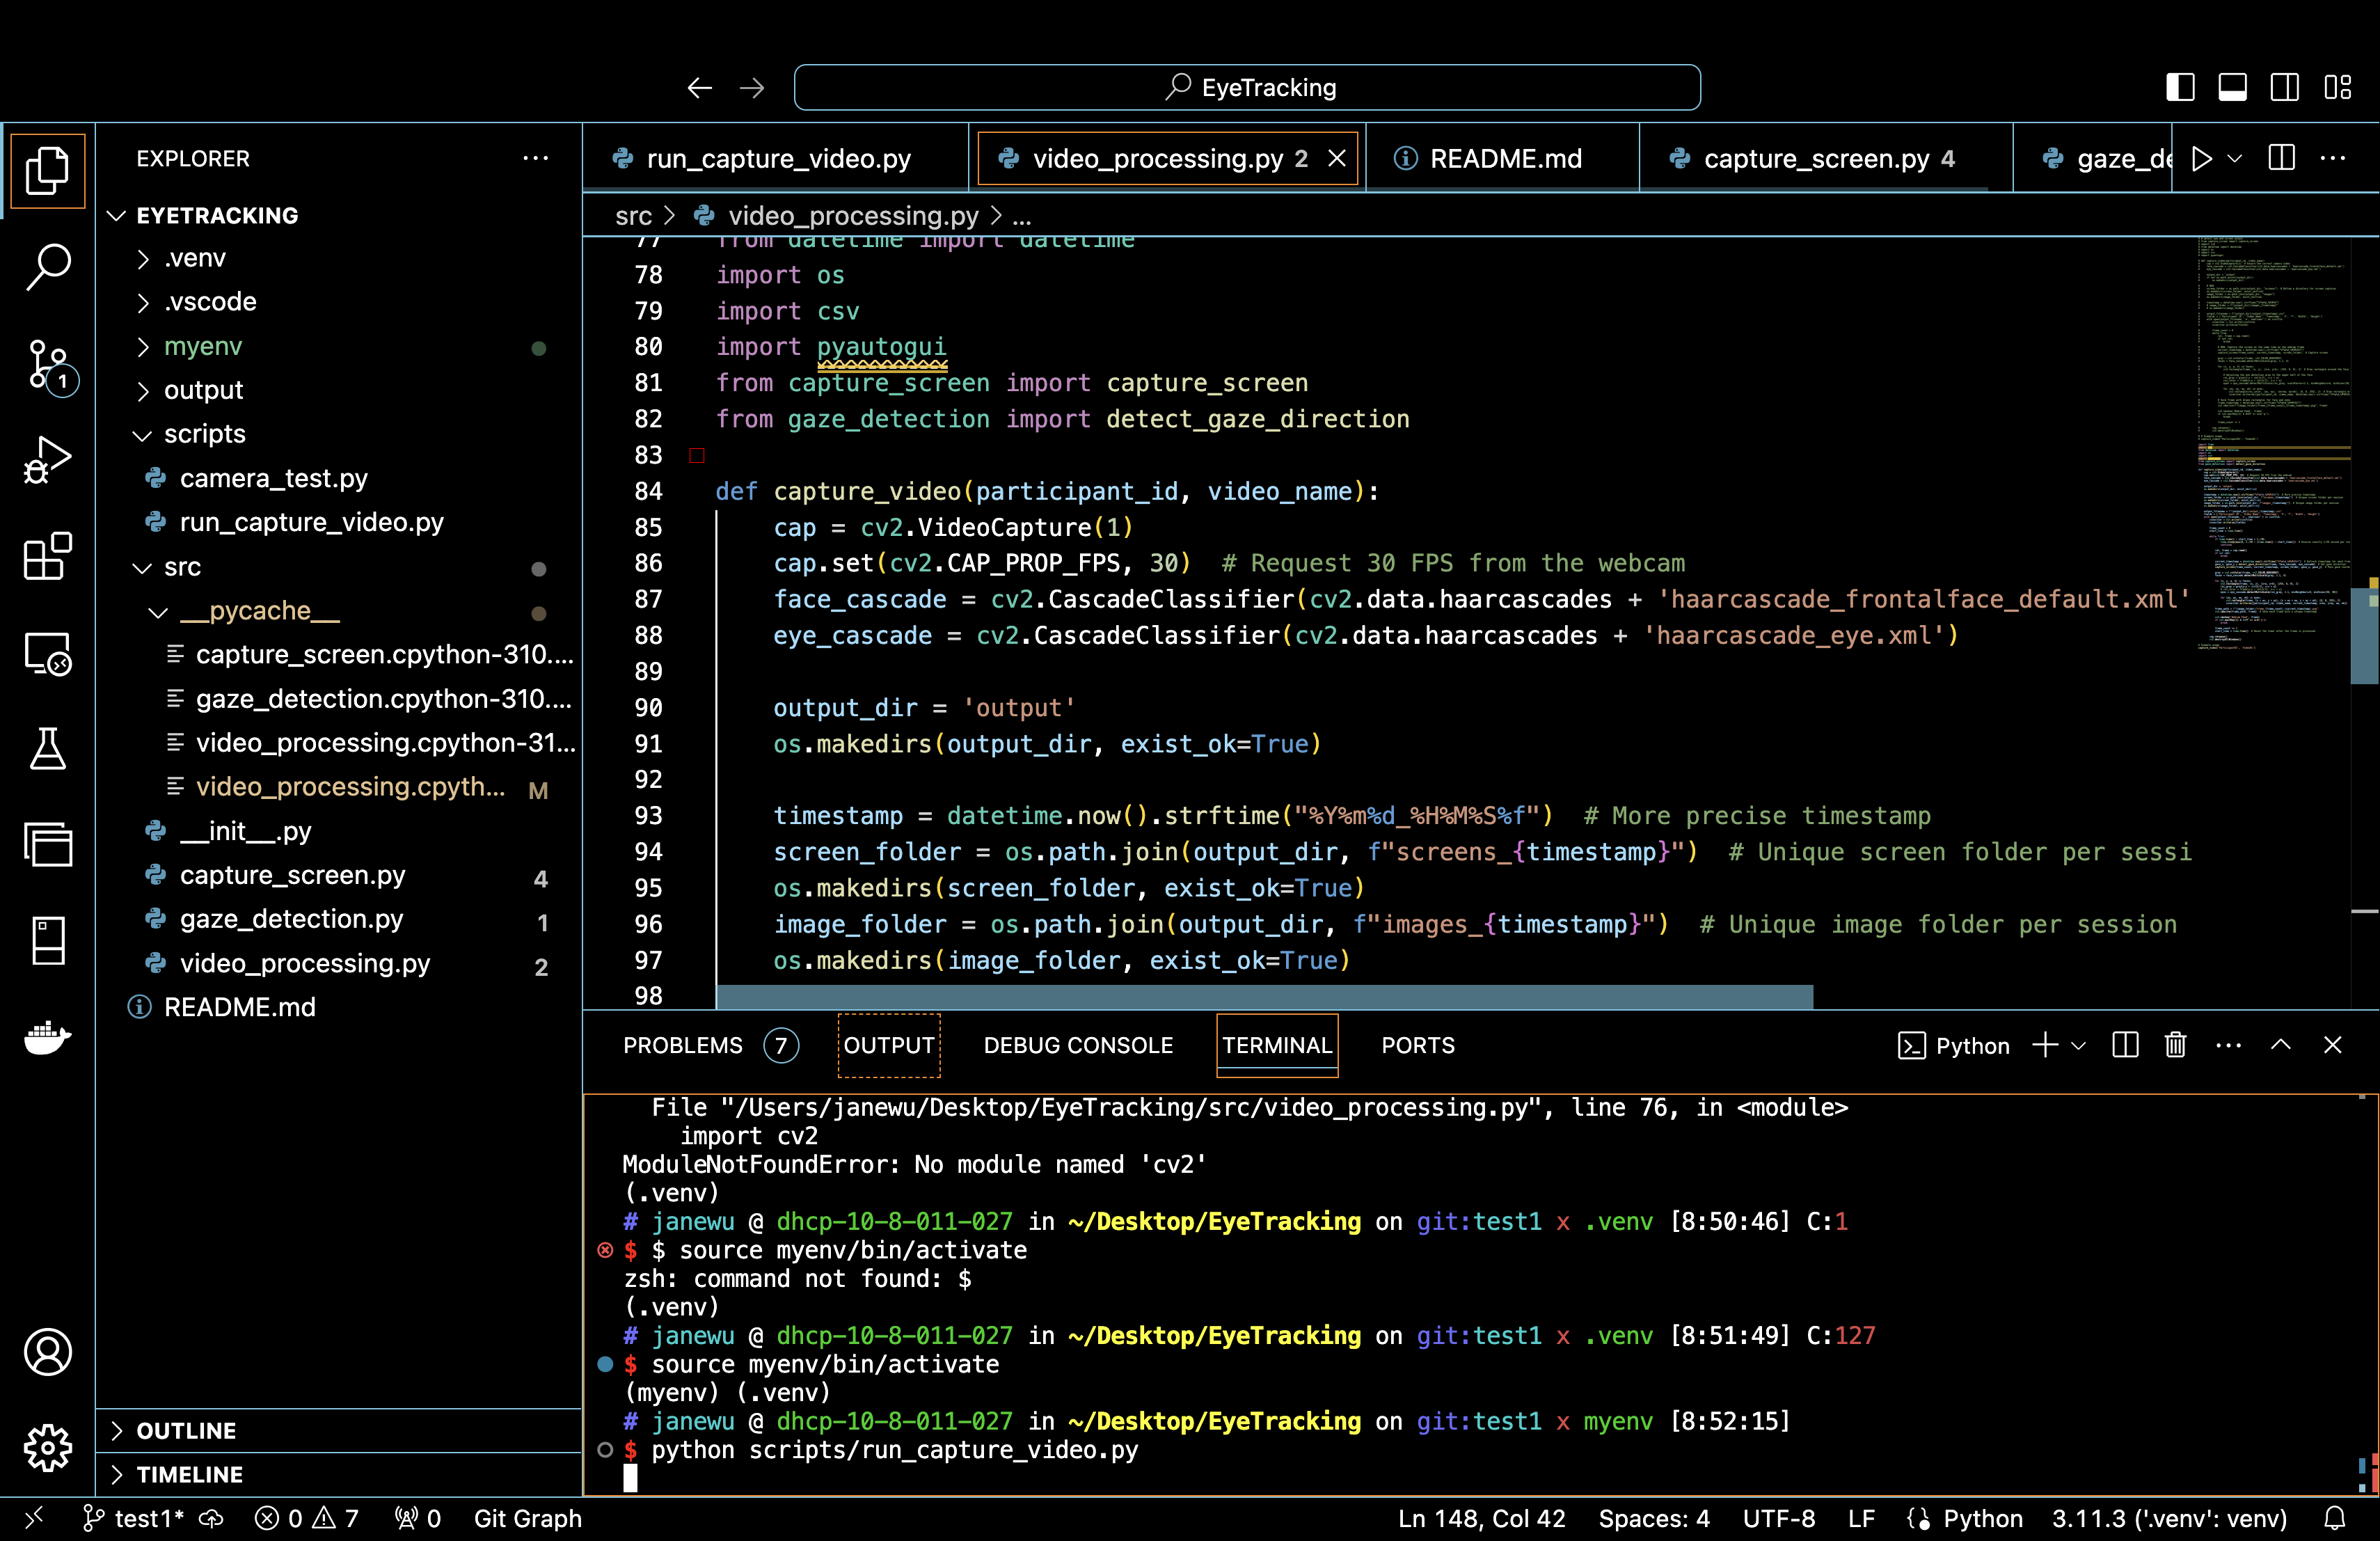 EyeTracking
EXPLORER
EYETRACKING
.venv
.vscode
myenv
output
scripts
camera_test.py
run_capture_video.py
src
__pycache__
capture_screen.cpython-310....
gaze_detection.cpython-310....
video_processing.cpython-31...
video_processing.cpyth... M
__init__.py
capture_screen.py 4
gaze_detection.py 1
video_processing.py 2
README.md
OUTLINE
TIMELINE
1
run_capture_video.py
video_processing.py 2
README.md
capture_screen.py 4
gaze_de
src > video_processing.py > ...
77 from datetime import datetime
78 import os
79 import csv
80 import pyautogui
81 from capture_screen import capture_screen
82 from gaze_detection import detect_gaze_direction
83
84 def capture_video(participant_id, video_name):
85 cap = cv2.VideoCapture(1)
86 cap.set(cv2.CAP_PROP_FPS, 30) # Request 30 FPS from the webcam
87 face_cascade = cv2.CascadeClassifier(cv2.data.haarcascades + 'haarcascade_frontalface_default.xml'
88 eye_cascade = cv2.CascadeClassifier(cv2.data.haarcascades + 'haarcascade_eye.xml')
89
90 output_dir = 'output'
91 os.makedirs(output_dir, exist_ok=True)
92
93 timestamp = datetime.now().strftime("%Y%m%d_%H%M%S%f") # More precise timestamp
94 screen_folder = os.path.join(output_dir, f"screens_{timestamp}") # Unique screen folder per sessi
95 os.makedirs(screen_folder, exist_ok=True)
96 image_folder = os.path.join(output_dir, f"images_{timestamp}") # Unique image folder per session
97 os.makedirs(image_folder, exist_ok=True)
98
PROBLEMS 7 OUTPUT DEBUG CONSOLE TERMINAL PORTS
Python
File "/Users/janewu/Desktop/EyeTracking/src/video_processing.py", line 76, in <module>
import cv2
ModuleNotFoundError: No module named 'cv2'
(.venv)
# janewu @ dhcp-10-8-011-027 in ~/Desktop/EyeTracking on git:test1 x .venv [8:50:46] C:1
$ $ source myenv/bin/activate
zsh: command not found: $
(.venv)
# janewu @ dhcp-10-8-011-027 in ~/Desktop/EyeTracking on git:test1 x .venv [8:51:49] C:127
$ source myenv/bin/activate
(myenv) (.venv)
# janewu @ dhcp-10-8-011-027 in ~/Desktop/EyeTracking on git:test1 x myenv [8:52:15]
$ python scripts/run_capture_video.py
test1* 0 7 0 Git Graph Ln 148, Col 42 Spaces: 4 UTF-8 LF Python 3.11.3 ('.venv': venv)